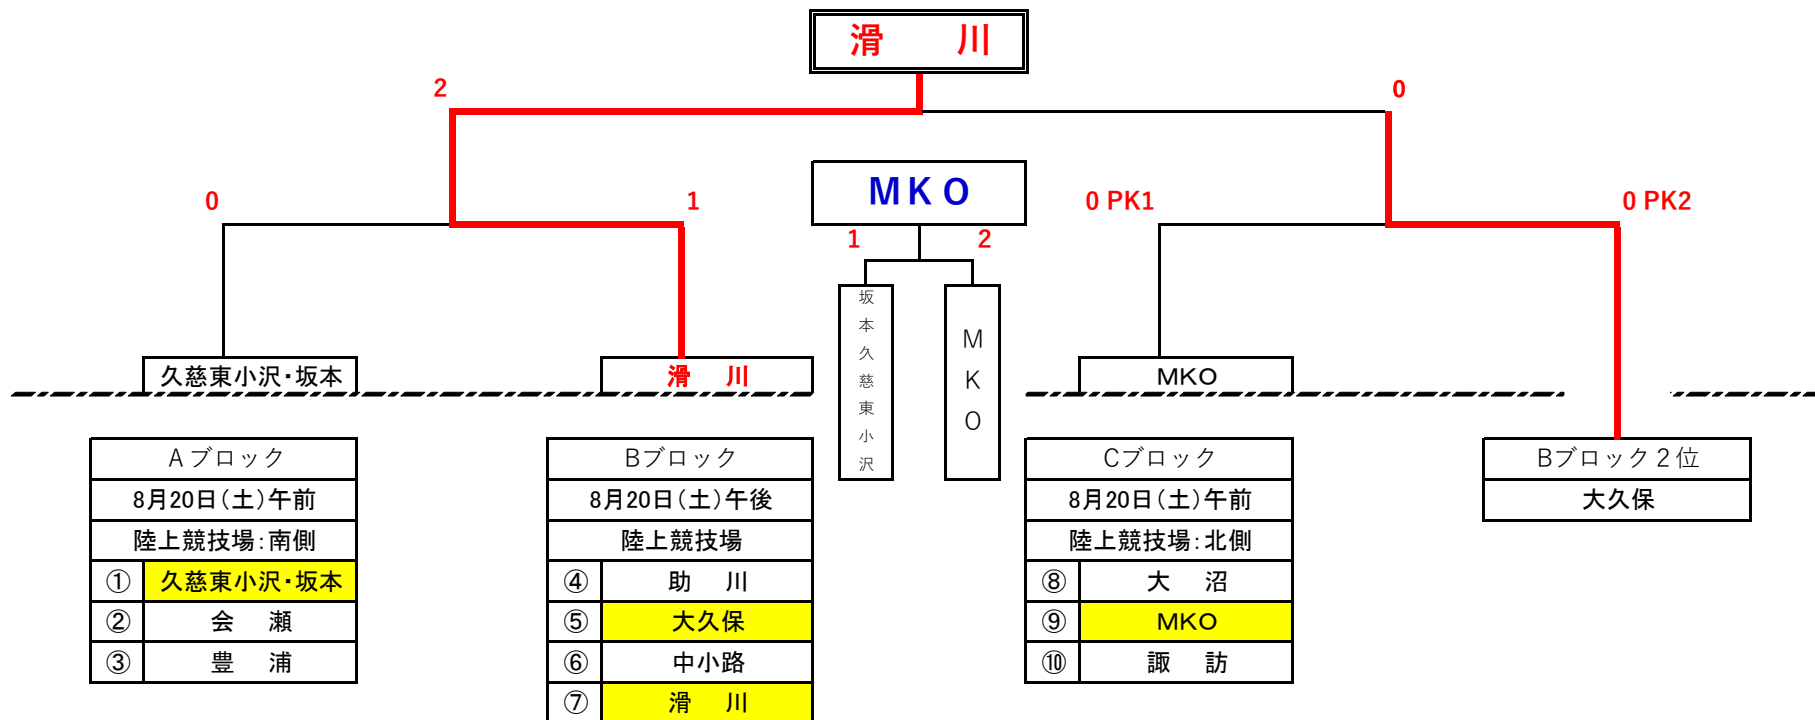 滑　川
2
0
MKO
0
1
0 PK1
0 PK2
1
2
坂本久慈東小沢
MKO
久慈東小沢・坂本
滑　川
MKO
Aブロック
8月20日(土)午前
陸上競技場:南側
① 久慈東小沢・坂本
② 会　瀬
③ 豊　浦
Bブロック
8月20日(土)午後
陸上競技場
④ 助　川
⑤ 大久保
⑥ 中小路
⑦ 滑　川
Cブロック
8月20日(土)午前
陸上競技場:北側
⑧ 大　沼
⑨ MKO
⑩ 諏　訪
Bブロック2位
大久保